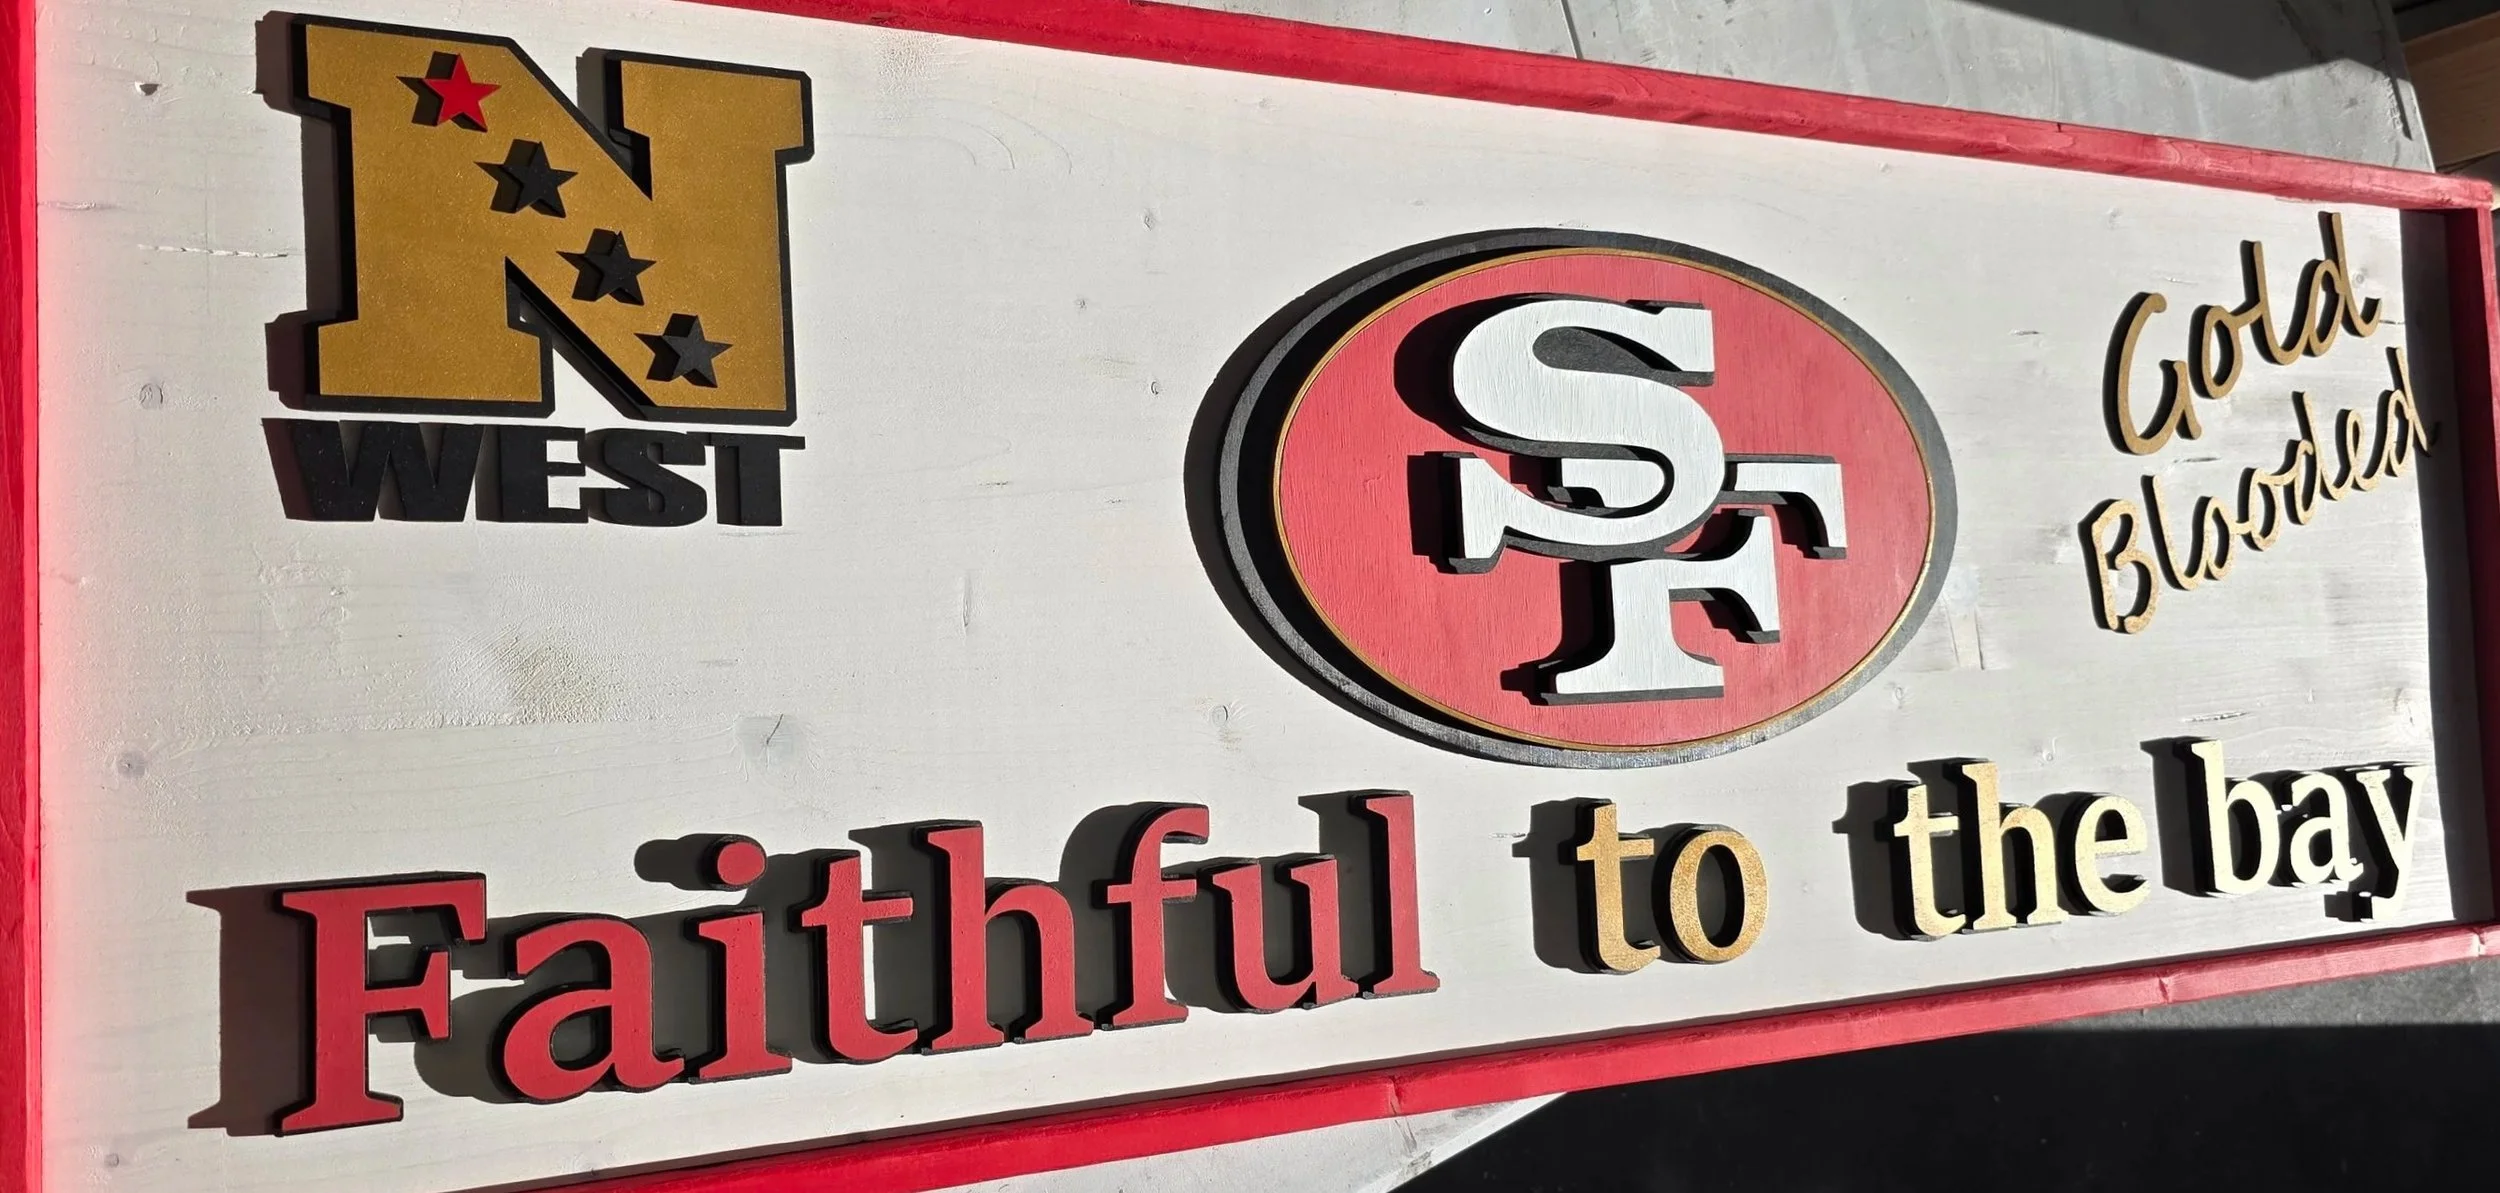 N
WEST
SF
Gold
Blooded
Faithful to the bay